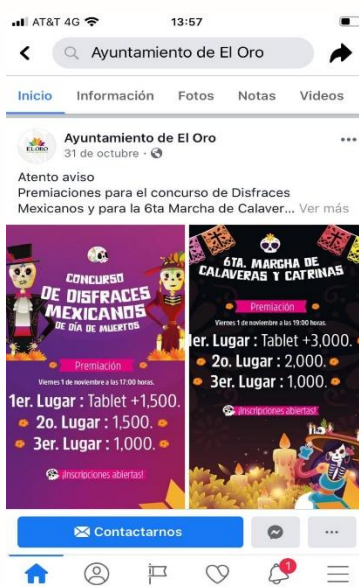 AT&T 4G
13:57
Ayuntamiento de El Oro
Inicio Información Fotos Notas Videos
EL ORO
Ayuntamiento de El Oro
31 de octubre
Atento aviso
Premiaciones para el concurso de Disfraces
Mexicanos y para la 6ta Marcha de Calaver... Ver más
CONCURSO
DE DISFRACES
MEXICANOS
DE DÍA DE MUERTOS
Premiación
Viernes 1 de noviembre a las 17:00 horas.
1er. Lugar : Tablet +1,500.
2o. Lugar : 1,500.
3er. Lugar : 1,000.
¡Inscripciones abiertas!
6TA. MARCHA DE
CALAVERAS Y CATRINAS
Premiación
Viernes 1 de noviembre a las 19:00 horas.
1er. Lugar : Tablet +3,000.
2o. Lugar : 2,000.
3er. Lugar : 1,000.
¡Inscripciones abiertas!
Contactarnos
1